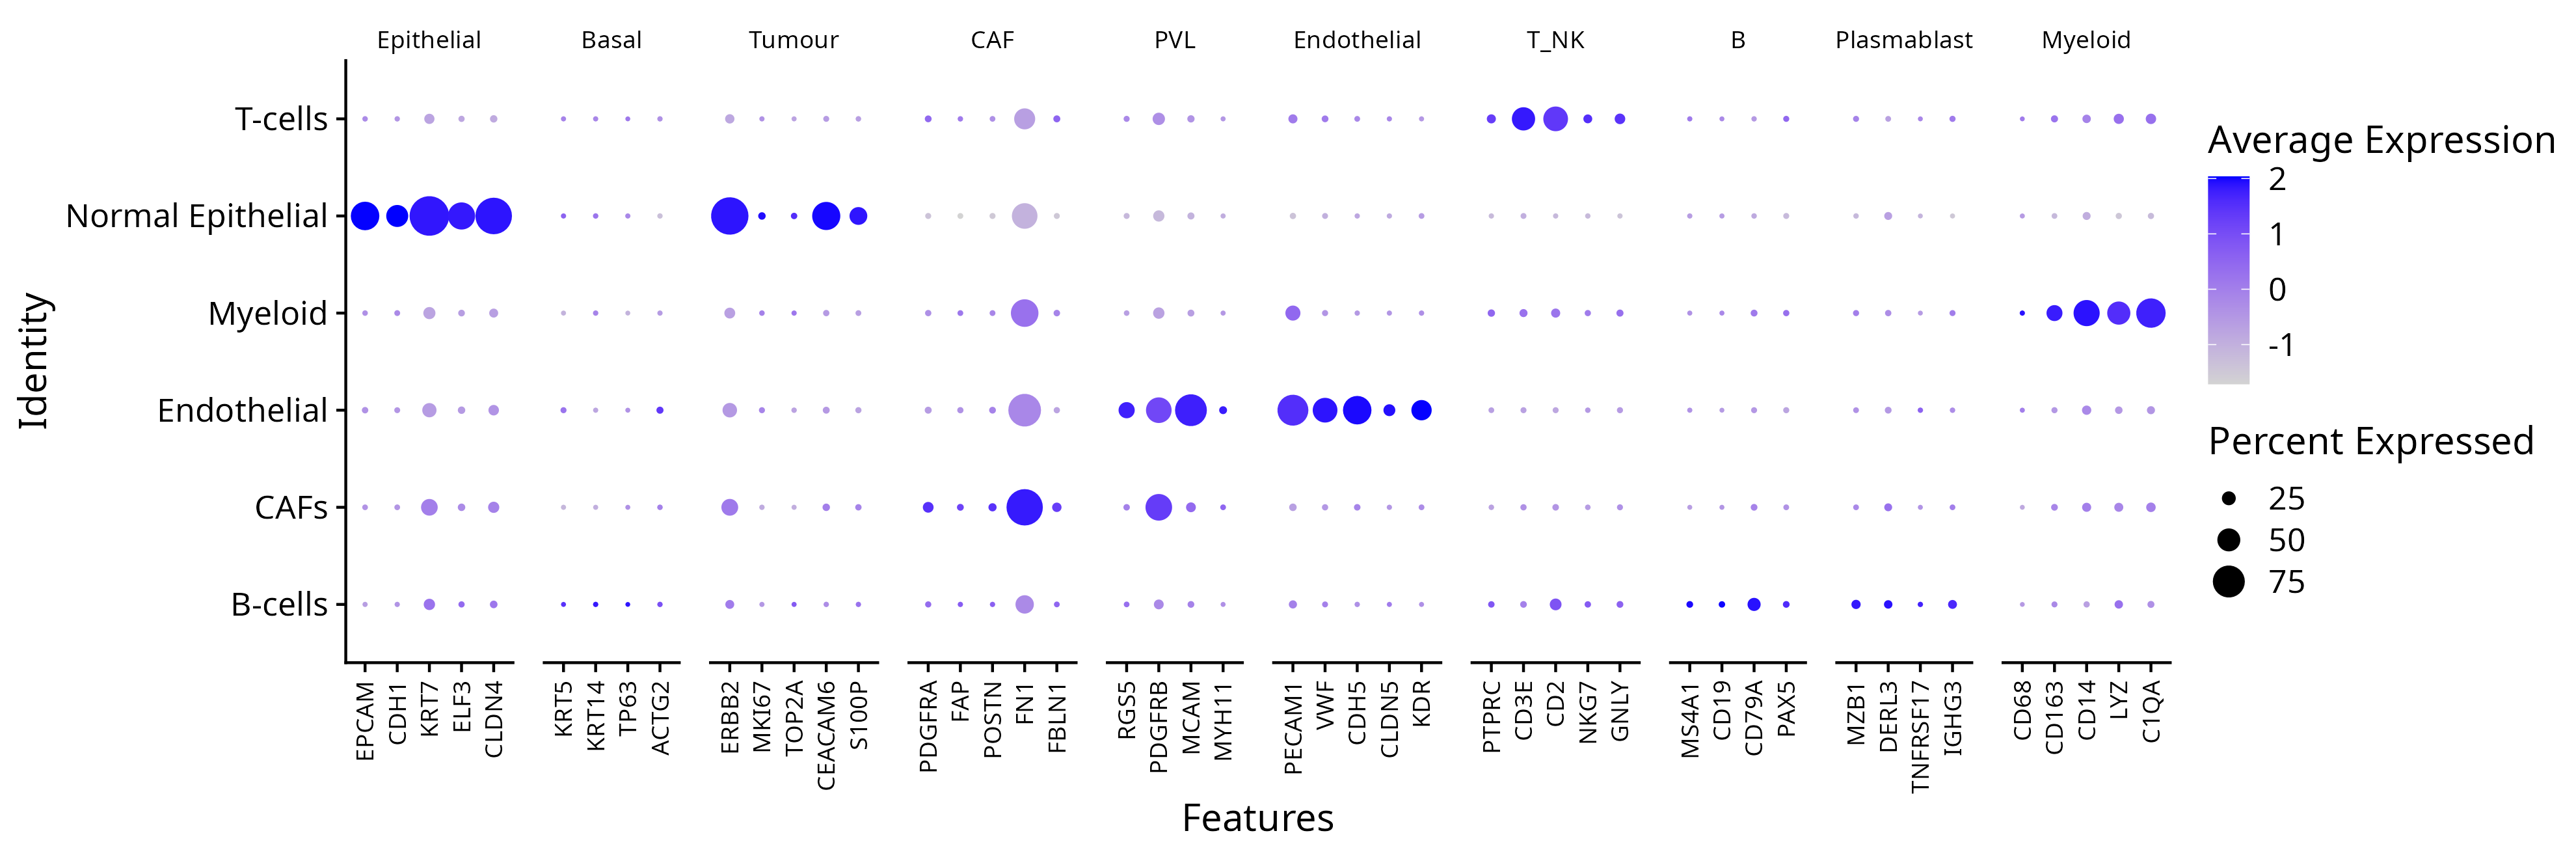 Epithelial Basal Tumour CAF PVL Endothelial T_NK B Plasmablast Myeloid
Identity
T-cells
Normal Epithelial
Myeloid
Endothelial
CAFs
B-cells
EPCAM CDH1 KRT7 ELF3 CLDN4 KRT5 KRT14 TP63 ACTG2 ERBB2 MKI67 TOP2A CEACAM6 S100P PDGFRA FAP POSTN FN1 FBLN1 RGS5 PDGFRB MCAM MYH11 PECAM1 VWF CDH5 CLDN5 KDR PTPRC CD3E CD2 NKG7 GNLY MS4A1 CD19 CD79A PAX5 MZB1 DERL3 TNFRSF17 IGHG3 CD68 CD163 CD14 LYZ C1QA
Features
Average Expression
2
1
0
-1
Percent Expressed
25
50
75